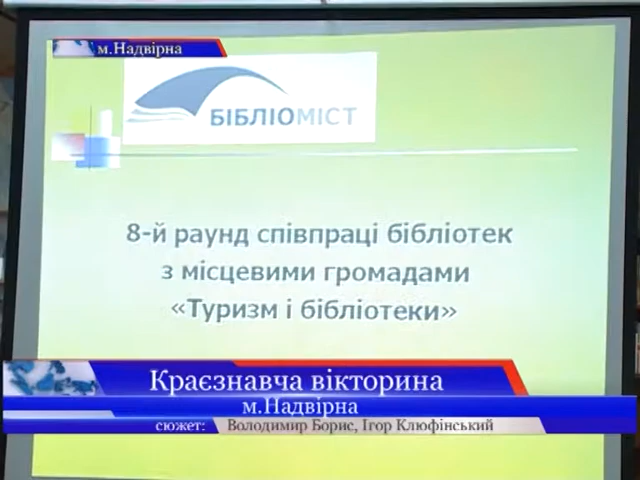 м.Надвірна
БІБЛІОМІСТ
8-й раунд співпраці бібліотек
з місцевими громадами
«Туризм і бібліотеки»
Краєзнавча вікторина
м.Надвірна
сюжет: Володимир Борис, Ігор Клюфінський